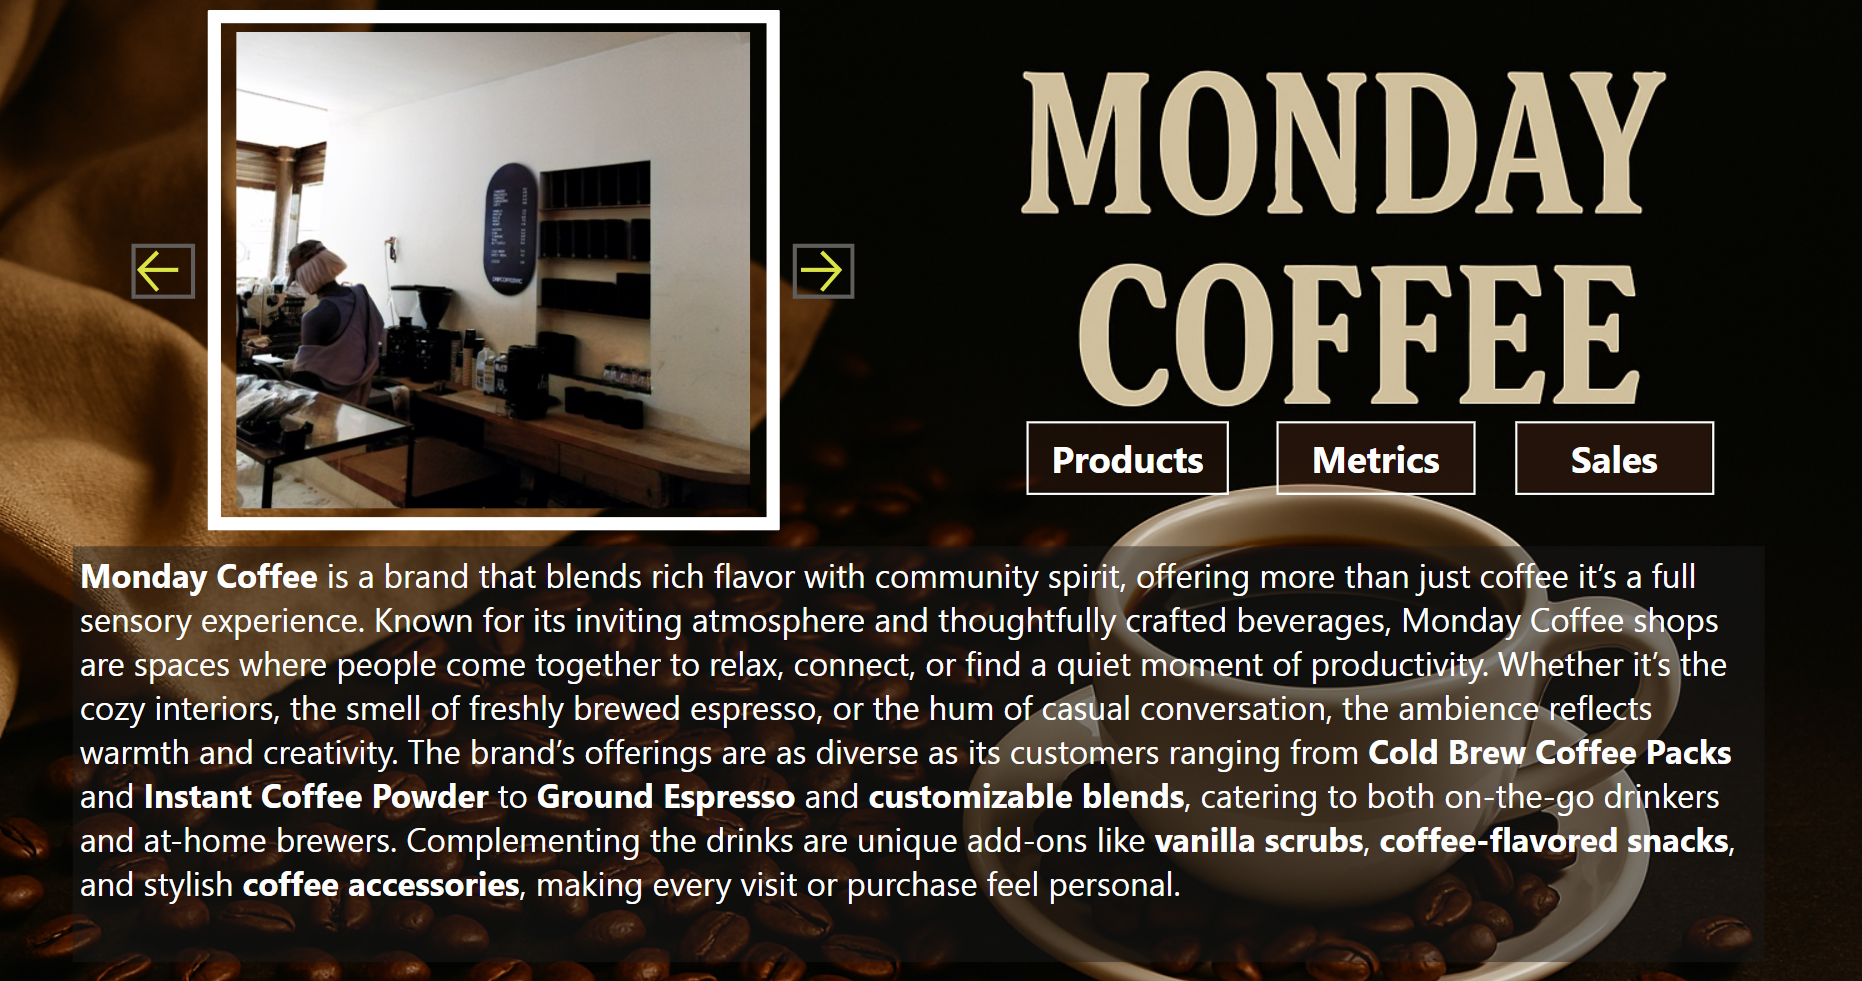 MONDAY
COFFEE
Products
Metrics
Sales
Monday Coffee is a brand that blends rich flavor with community spirit, offering more than just coffee it’s a full
sensory experience. Known for its inviting atmosphere and thoughtfully crafted beverages, Monday Coffee shops
are spaces where people come together to relax, connect, or find a quiet moment of productivity. Whether it’s the
cozy interiors, the smell of freshly brewed espresso, or the hum of casual conversation, the ambience reflects
warmth and creativity. The brand’s offerings are as diverse as its customers ranging from Cold Brew Coffee Packs
and Instant Coffee Powder to Ground Espresso and customizable blends, catering to both on-the-go drinkers
and at-home brewers. Complementing the drinks are unique add-ons like vanilla scrubs, coffee-flavored snacks,
and stylish coffee accessories, making every visit or purchase feel personal.